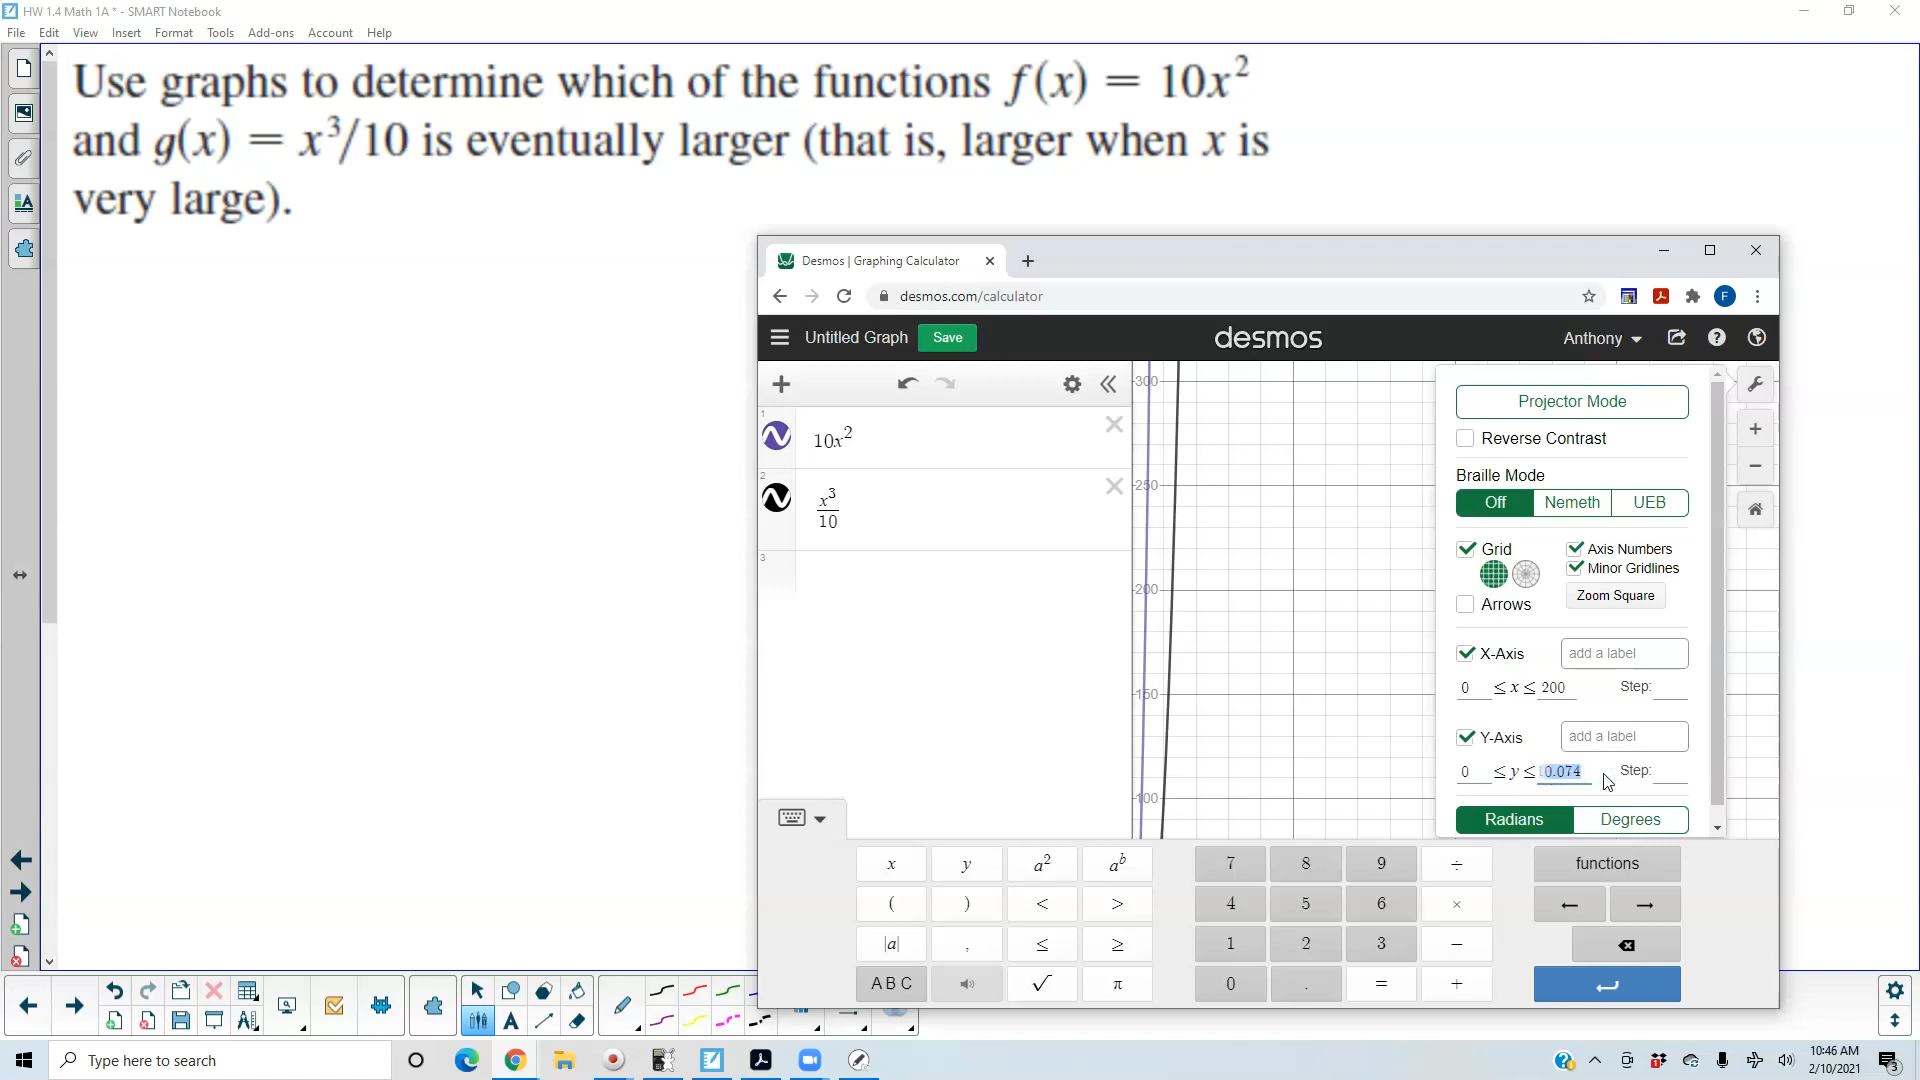 HW 1.4 Math 1A * - SMART Notebook
File Edit View Insert Format Tools Add-ons Account Help
Use graphs to determine which of the functions f(x) = 10x²
and g(x) = x³/10 is eventually larger (that is, larger when x is
very large).
Desmos | Graphing Calculator
desmos.com/calculator
F
Untitled Graph Save desmos Anthony
1
10x²
2
x³
10
3
300
250
200
150
100
Projector Mode
Reverse Contrast
Braille Mode
Off Nemeth UEB
Grid Axis Numbers
Minor Gridlines
Zoom Square
Arrows
X-Axis add a label
0 ≤ x ≤ 200 Step:
Y-Axis add a label
0 ≤ y ≤ 0.074 Step:
Radians Degrees
x y a² aᵇ 7 8 9 ÷ functions
( ) < > 4 5 6 × ← →
|a| , ≤ ≥ 1 2 3 −
A B C √ π 0 . = +
Type here to search
10:46 AM
2/10/2021
3